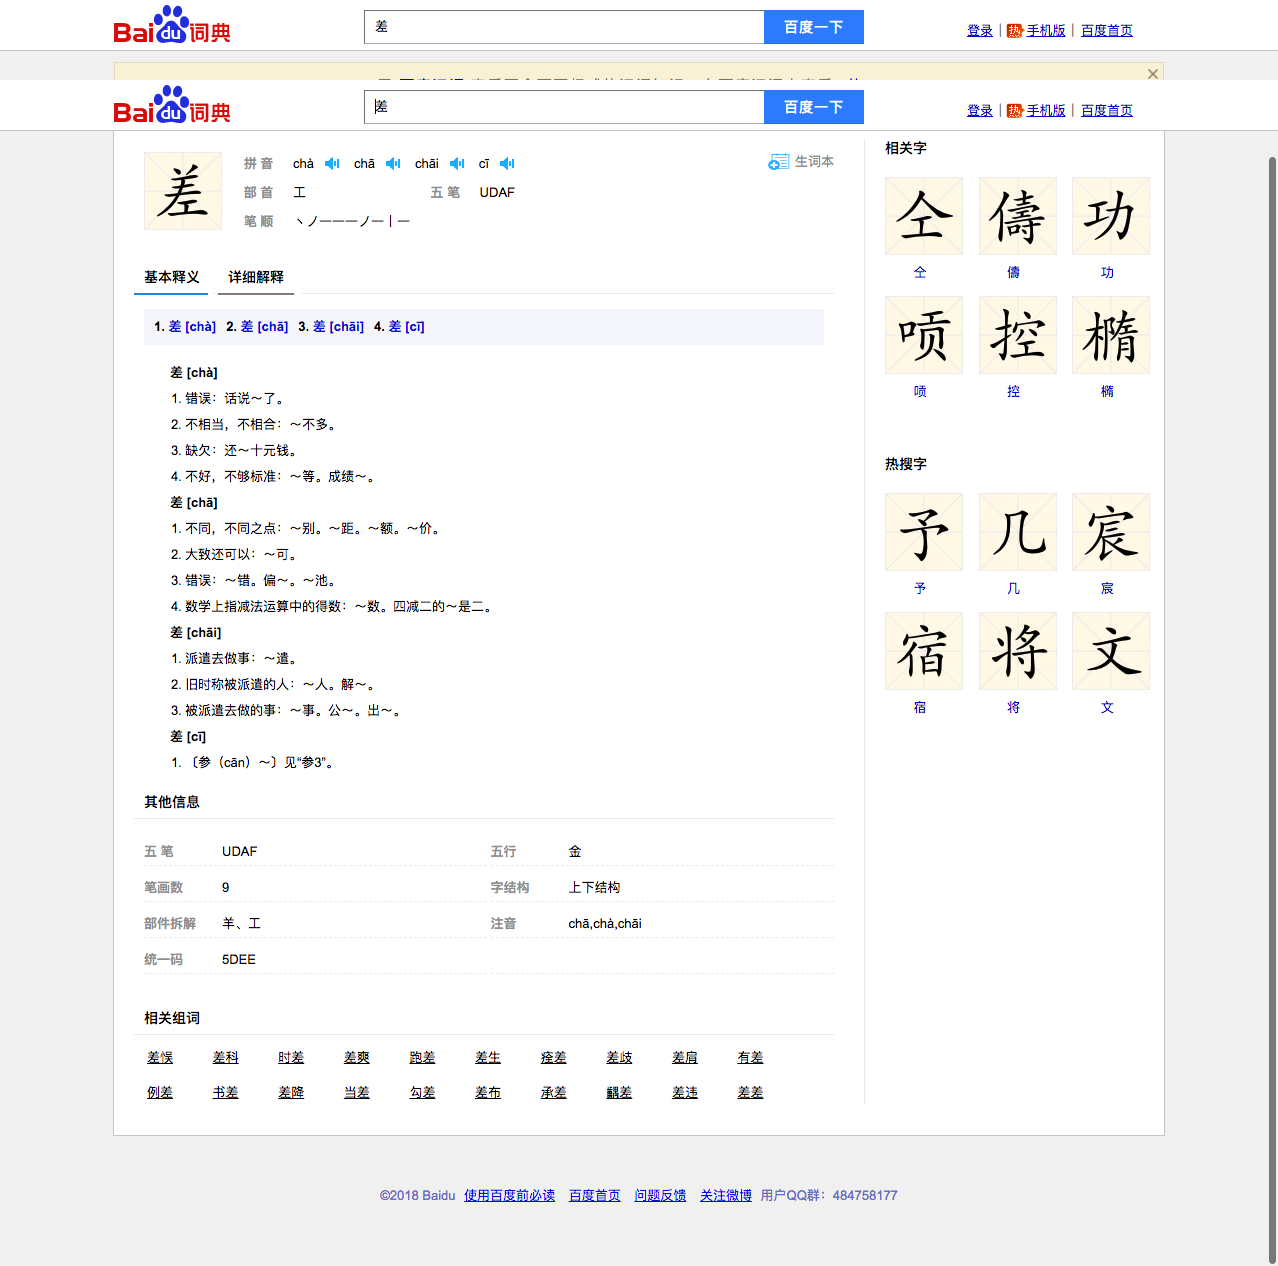 Baidu词典
差
百度一下
登录 | 热 手机版 | 百度首页
Baidu词典
差
百度一下
登录 | 热 手机版 | 百度首页
差
拼 音 chà chā chāi cī
生词本
部 首 工 五 笔 UDAF
笔 顺 丶ノ一一一ノ一丨一
基本释义 详细解释
1. 差 [chà] 2. 差 [chā] 3. 差 [chāi] 4. 差 [cī]
差 [chà]
1. 错误：话说～了。
2. 不相当，不相合：～不多。
3. 缺欠：还～十元钱。
4. 不好，不够标准：～等。成绩～。
差 [chā]
1. 不同，不同之点：～别。～距。～额。～价。
2. 大致还可以：～可。
3. 错误：～错。偏～。～池。
4. 数学上指减法运算中的得数：～数。四减二的～是二。
差 [chāi]
1. 派遣去做事：～遣。
2. 旧时称被派遣的人：～人。解～。
3. 被派遣去做的事：～事。公～。出～。
差 [cī]
1. 〔参（cān）～〕见“参3”。
其他信息
五 笔 UDAF 五行 金
笔画数 9 字结构 上下结构
部件拆解 羊、工 注音 chā,chà,chāi
统一码 5DEE
相关组词
差悮 差科 时差 差爽 跑差 差生 痊差 差歧 差肩 有差
例差 书差 差降 当差 勾差 差布 承差 齵差 差违 差差
相关字
仝 儔 功
仝 儔 功
唝 控 椭
唝 控 椭
热搜字
予 几 宸
予 几 宸
宿 将 文
宿 将 文
©2018 Baidu 使用百度前必读 百度首页 问题反馈 关注微博 用户QQ群：484758177